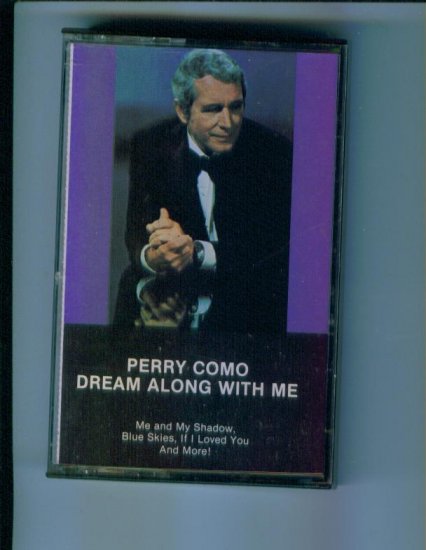 PERRY COMO
DREAM ALONG WITH ME
Me and My Shadow,
Blue Skies, If I Loved You
And More!